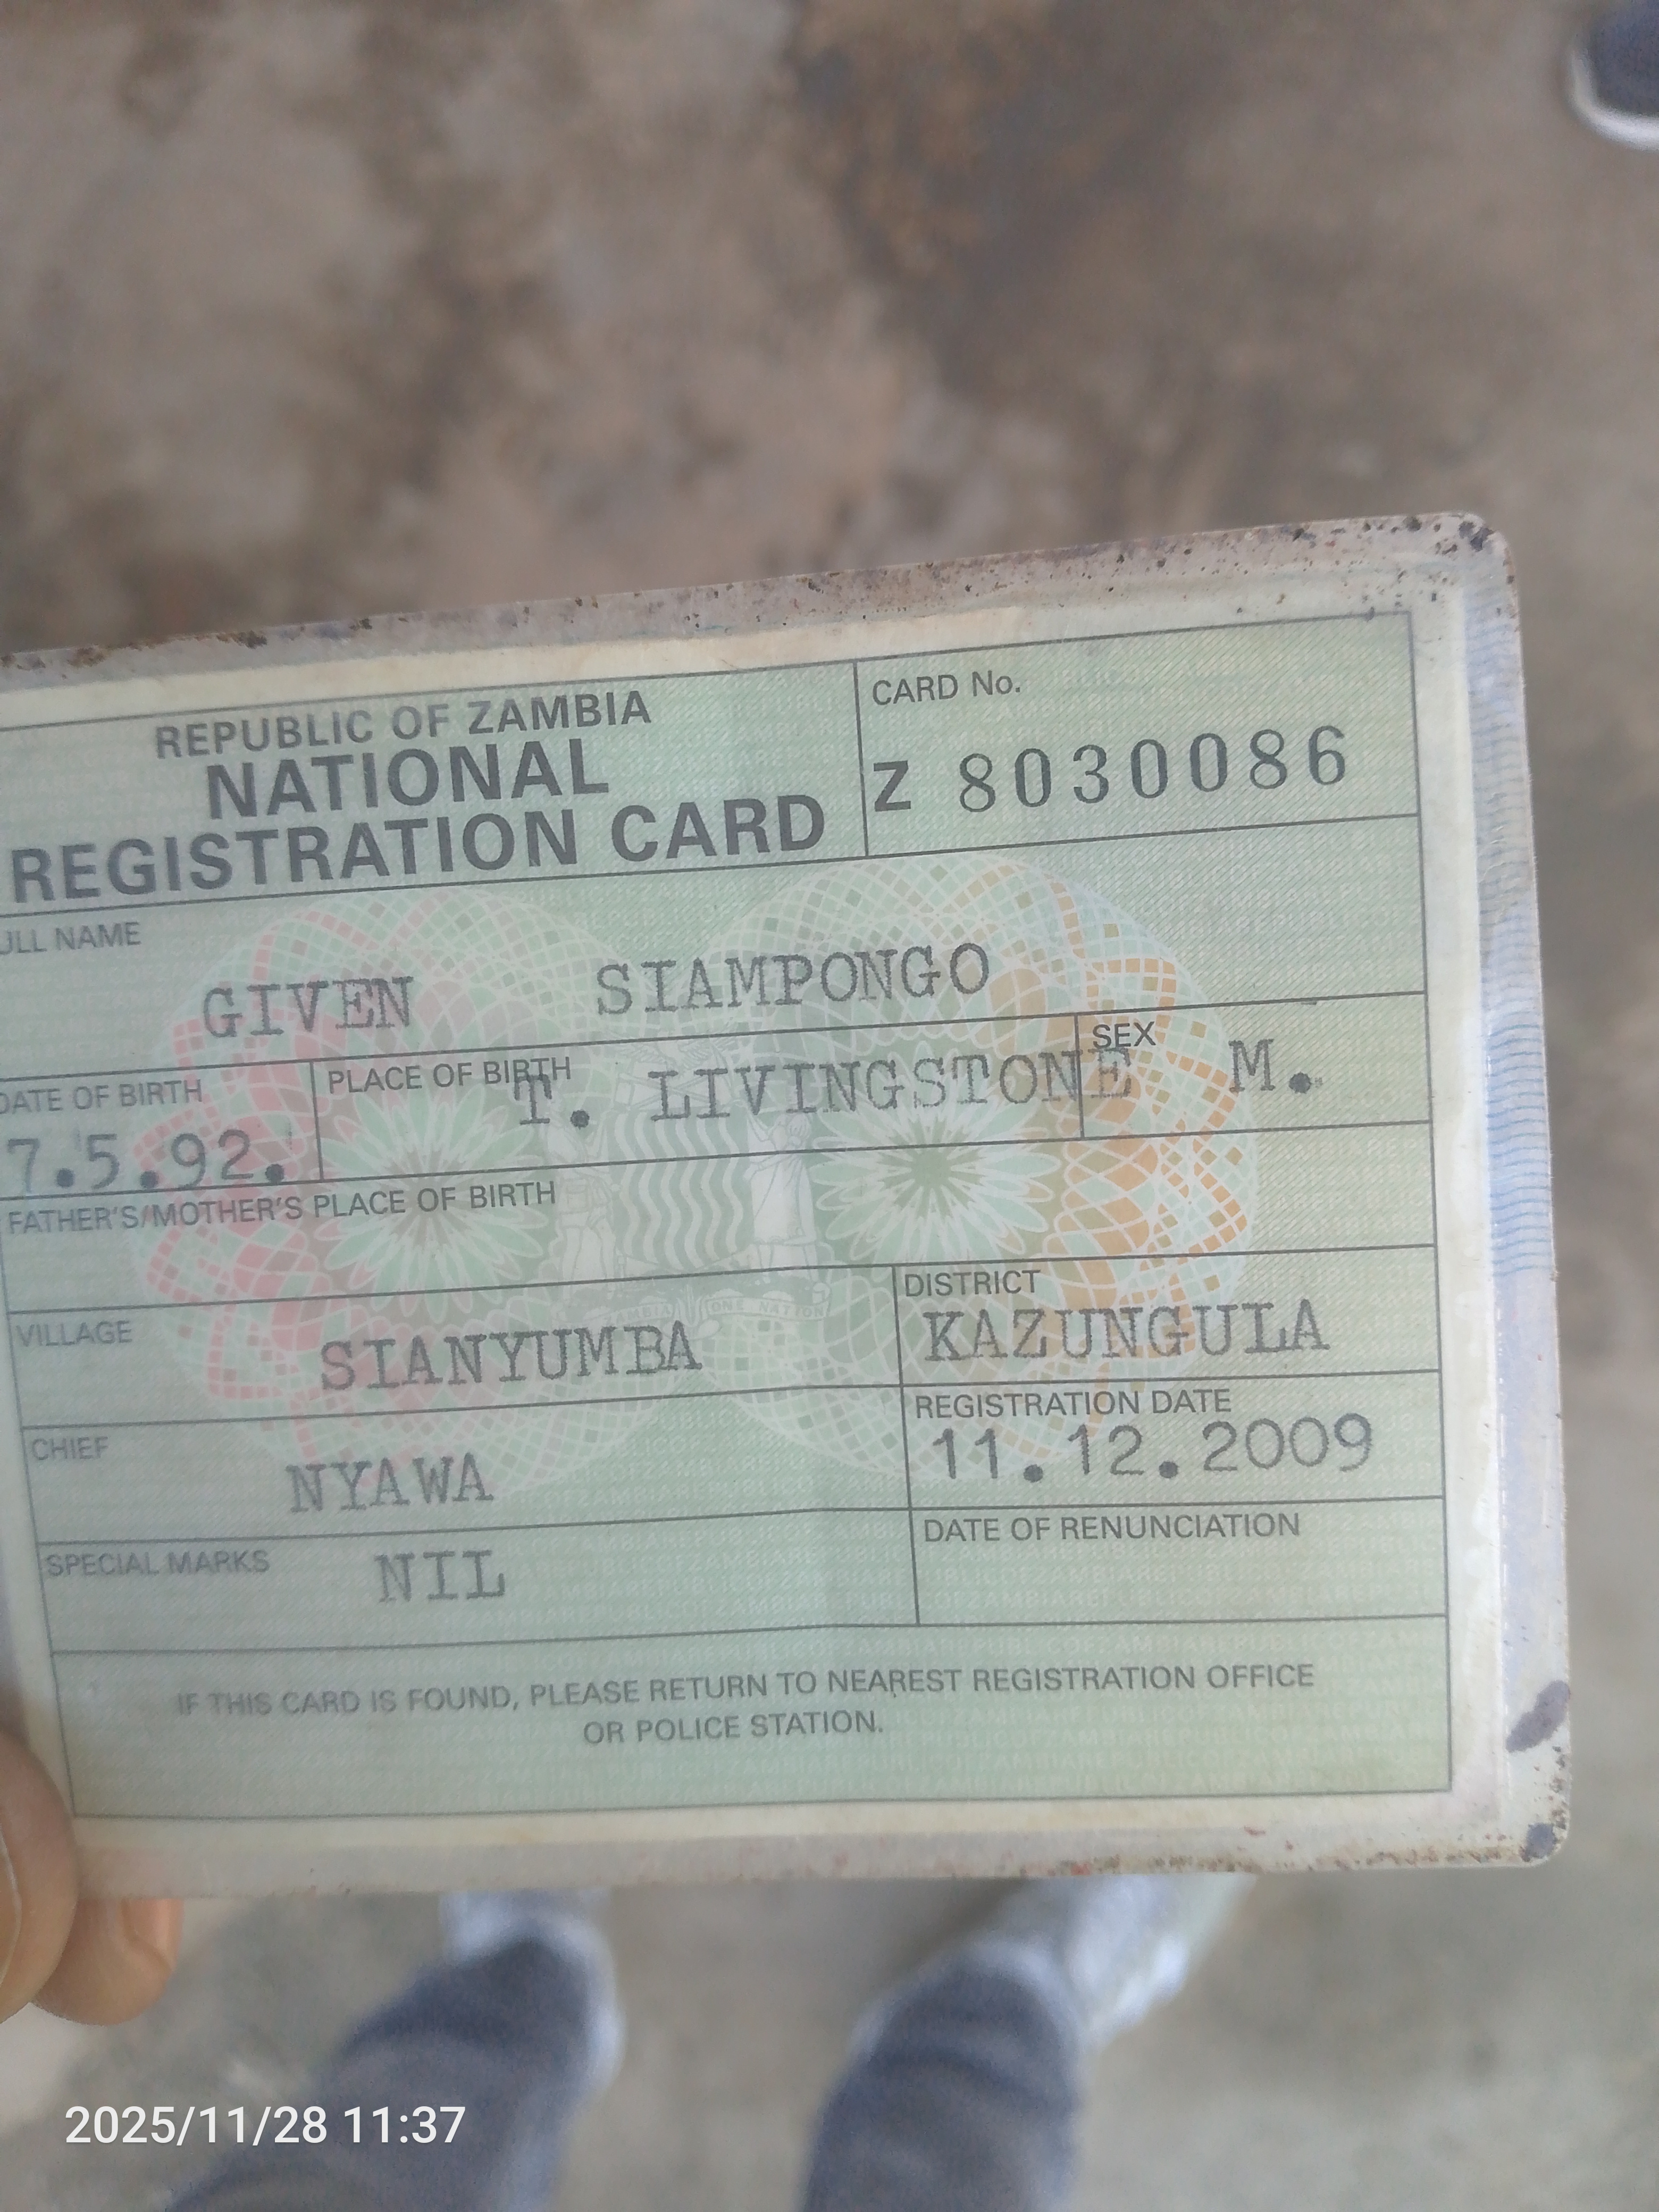 REPUBLIC OF ZAMBIA
NATIONAL
REGISTRATION CARD
CARD No.
Z 8030086
ULL NAME
GIVEN SIAMPONGO
DATE OF BIRTH
7.5.92.
PLACE OF BIRTH
T. LIVINGSTONE
SEX
M.
FATHER'S/MOTHER'S PLACE OF BIRTH
VILLAGE
SIANYUMBA
DISTRICT
KAZUNGULA
CHIEF
NYAWA
REGISTRATION DATE
11.12.2009
SPECIAL MARKS
NIL
DATE OF RENUNCIATION
IF THIS CARD IS FOUND, PLEASE RETURN TO NEAREST REGISTRATION OFFICE
OR POLICE STATION.
2025/11/28 11:37